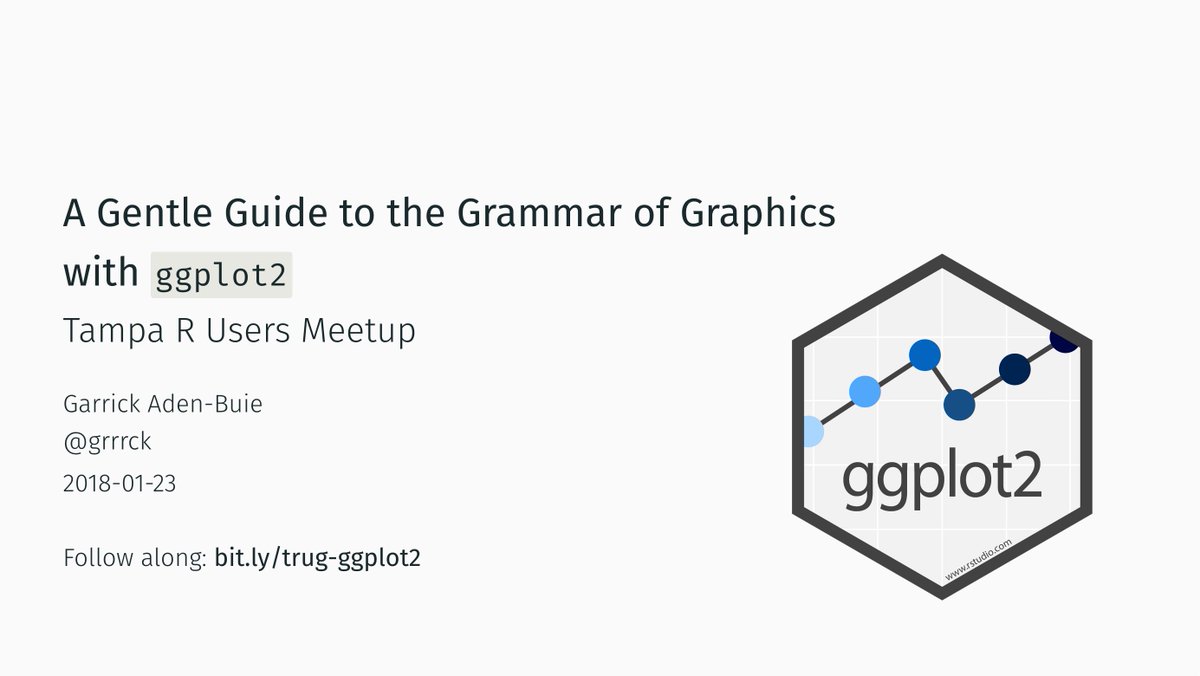 A Gentle Guide to the Grammar of Graphics
with ggplot2
Tampa R Users Meetup
Garrick Aden-Buie
@grrrck
2018-01-23
Follow along: bit.ly/trug-ggplot2
ggplot2
www.rstudio.com